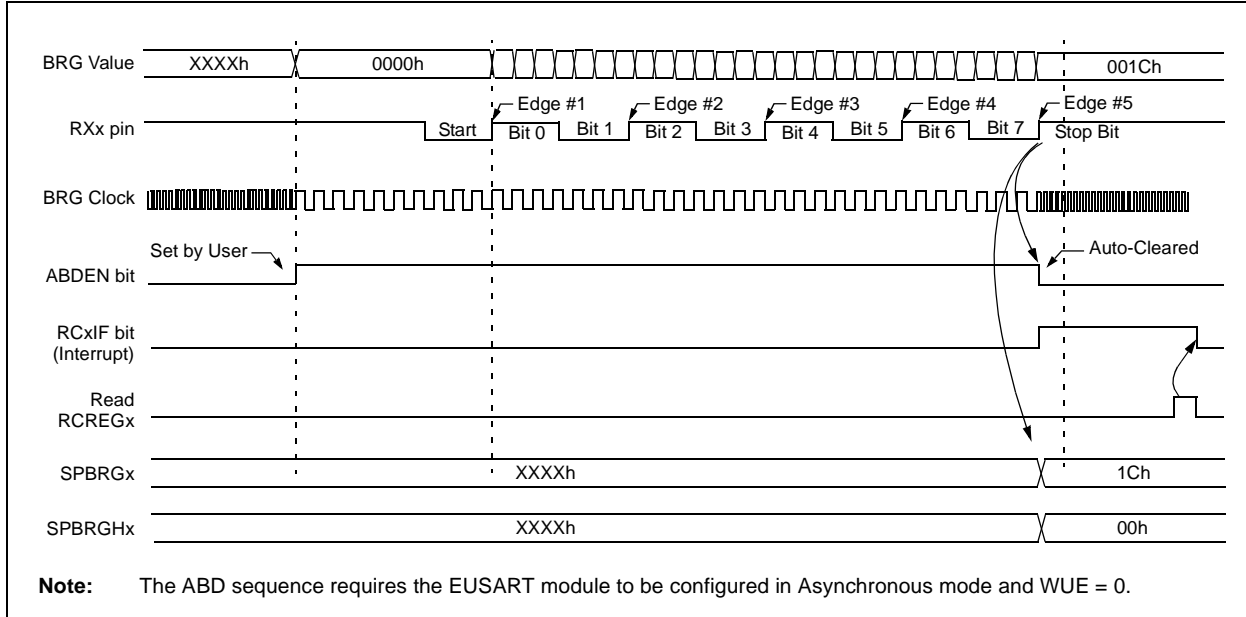 BRG Value XXXXh 0000h 001Ch
Edge #1 Edge #2 Edge #3 Edge #4 Edge #5
RXx pin Start Bit 0 Bit 1 Bit 2 Bit 3 Bit 4 Bit 5 Bit 6 Bit 7 Stop Bit
BRG Clock
Set by User Auto-Cleared
ABDEN bit
RCxIF bit
(Interrupt)
Read
RCREGx
SPBRGx XXXXh 1Ch
SPBRGHx XXXXh 00h
Note: The ABD sequence requires the EUSART module to be configured in Asynchronous mode and WUE = 0.